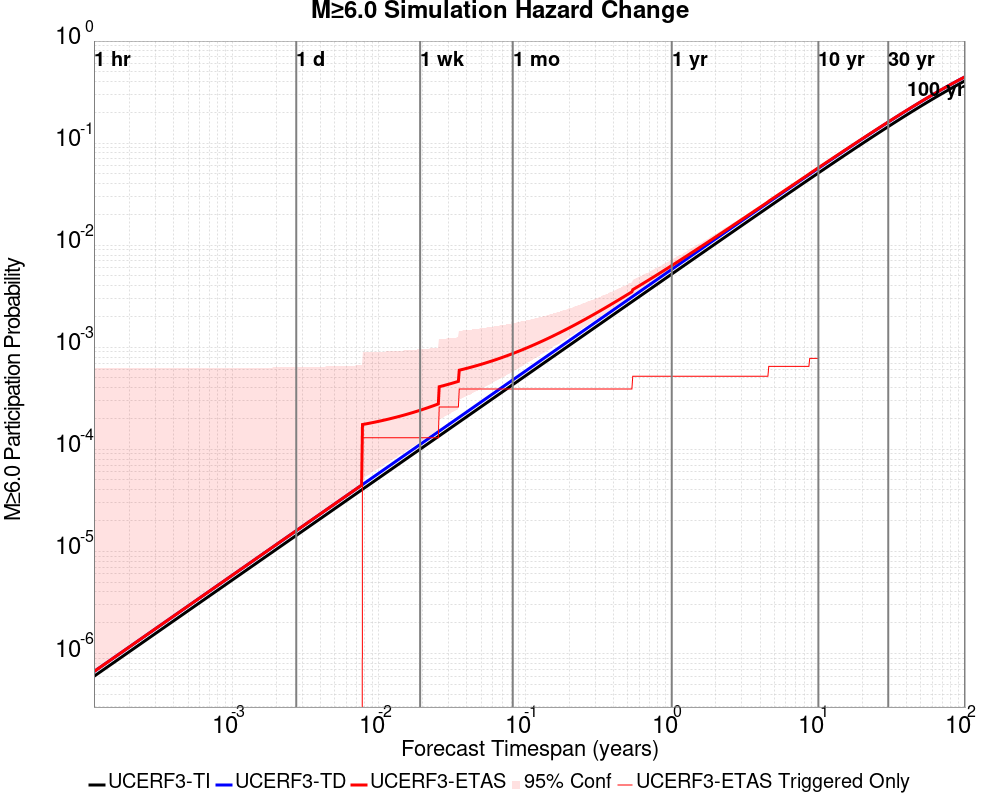 M≥6.0 Simulation Hazard Change
M≥6.0 Participation Probability
10^0
10^-1
10^-2
10^-3
10^-4
10^-5
10^-6
1 hr
1 d
1 wk
1 mo
1 yr
10 yr
30 yr
100 yr
10^-3
10^-2
10^-1
10^0
10^1
10^2
Forecast Timespan (years)
UCERF3-TI UCERF3-TD UCERF3-ETAS 95% Conf UCERF3-ETAS Triggered Only